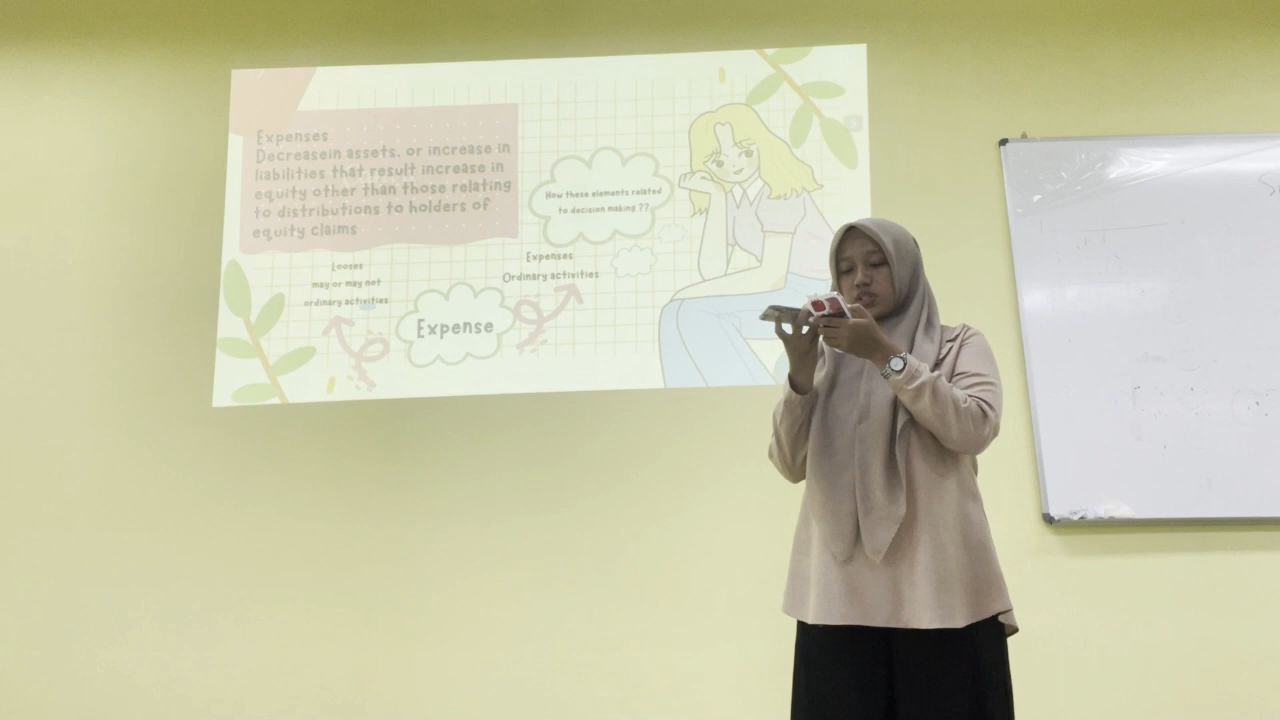 Expenses
Decreasein assets. or increase in
liabilities that result increase in
equity other than those relating
to distributions to holders of
equity claims
How these elements related
to decision making ??
Looses
may or may not
ordinary activities
Expenses
Ordinary activities
Expense